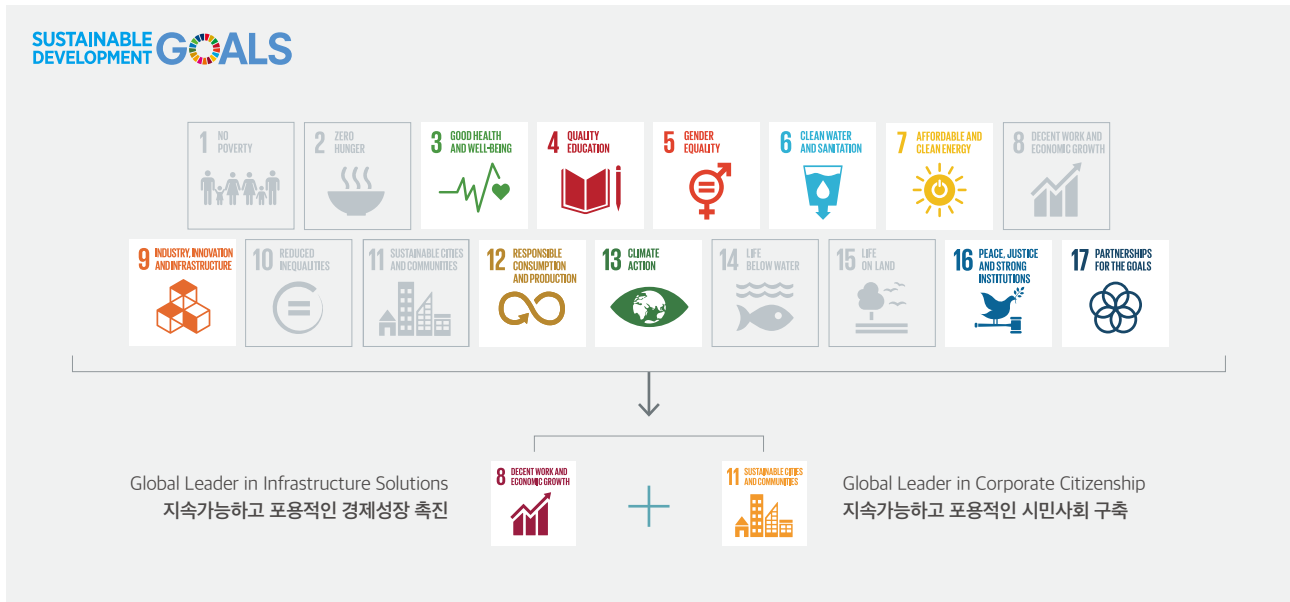 SUSTAINABLE
DEVELOPMENT
GOALS
1 NO
POVERTY
2 ZERO
HUNGER
3 GOOD HEALTH
AND WELL-BEING
4 QUALITY
EDUCATION
5 GENDER
EQUALITY
6 CLEAN WATER
AND SANITATION
7 AFFORDABLE AND
CLEAN ENERGY
8 DECENT WORK AND
ECONOMIC GROWTH
9 INDUSTRY, INNOVATION
AND INFRASTRUCTURE
10 REDUCED
INEQUALITIES
11 SUSTAINABLE CITIES
AND COMMUNITIES
12 RESPONSIBLE
CONSUMPTION
AND PRODUCTION
13 CLIMATE
ACTION
14 LIFE
BELOW WATER
15 LIFE
ON LAND
16 PEACE, JUSTICE
AND STRONG
INSTITUTIONS
17 PARTNERSHIPS
FOR THE GOALS
Global Leader in Infrastructure Solutions
지속가능하고 포용적인 경제성장 촉진
8 DECENT WORK AND
ECONOMIC GROWTH
11 SUSTAINABLE CITIES
AND COMMUNITIES
Global Leader in Corporate Citizenship
지속가능하고 포용적인 시민사회 구축